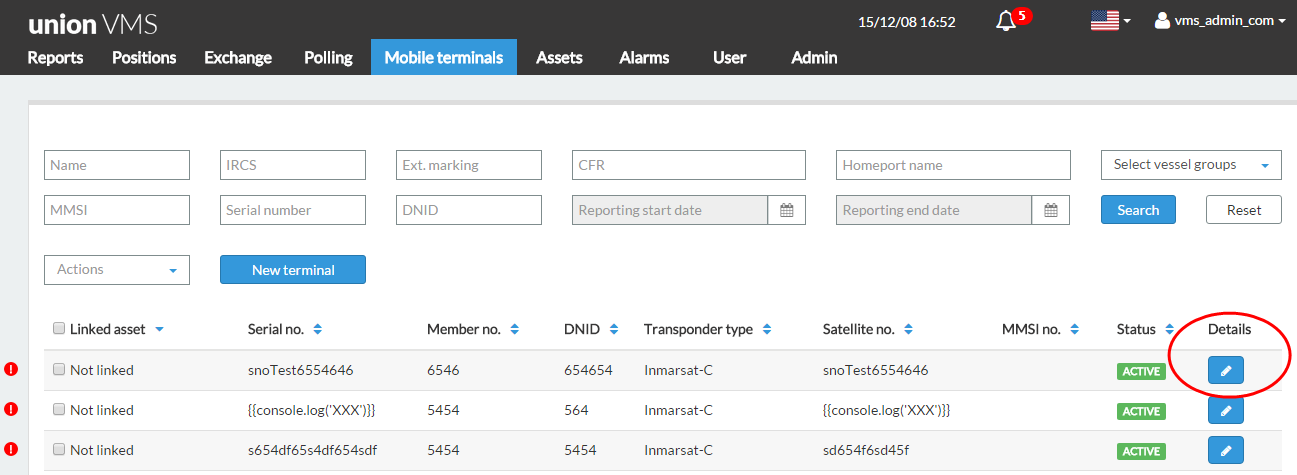 union VMS
15/12/08 16:52
5
vms_admin_com
Reports Positions Exchange Polling Mobile terminals Assets Alarms User Admin
Name IRCS Ext. marking CFR Homeport name Select vessel groups
MMSI Serial number DNID Reporting start date Reporting end date Search Reset
Actions New terminal
Linked asset Serial no. Member no. DNID Transponder type Satellite no. MMSI no. Status Details
! Not linked snoTest6554646 6546 654654 Inmarsat-C snoTest6554646 ACTIVE
! Not linked {{console.log('XXX')}} 5454 564 Inmarsat-C {{console.log('XXX')}} ACTIVE
! Not linked s654df65s4df654sdf 5454 5454 Inmarsat-C sd654f6sd45f ACTIVE